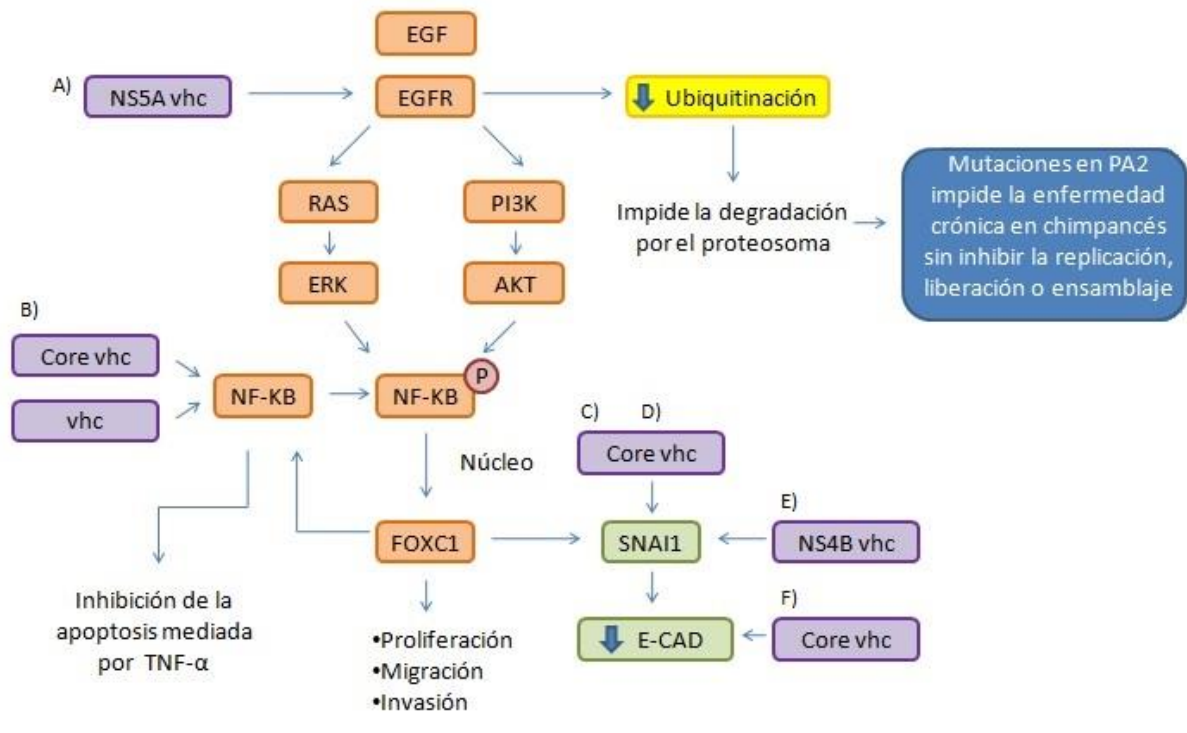 EGF
A)
NS5A vhc
EGFR
Ubiquitinación
RAS
PI3K
Impide la degradación
por el proteosoma
Mutaciones en PA2
impide la enfermedad
crónica en chimpancés
sin inhibir la replicación,
liberación o ensamblaje
ERK
AKT
B)
Core vhc
vhc
NF-KB
NF-KB
P
C) D)
Core vhc
Núcleo
E)
FOXC1
SNAI1
NS4B vhc
Inhibición de la
apoptosis mediada
por TNF-α
•Proliferación
•Migración
•Invasión
F)
E-CAD
Core vhc